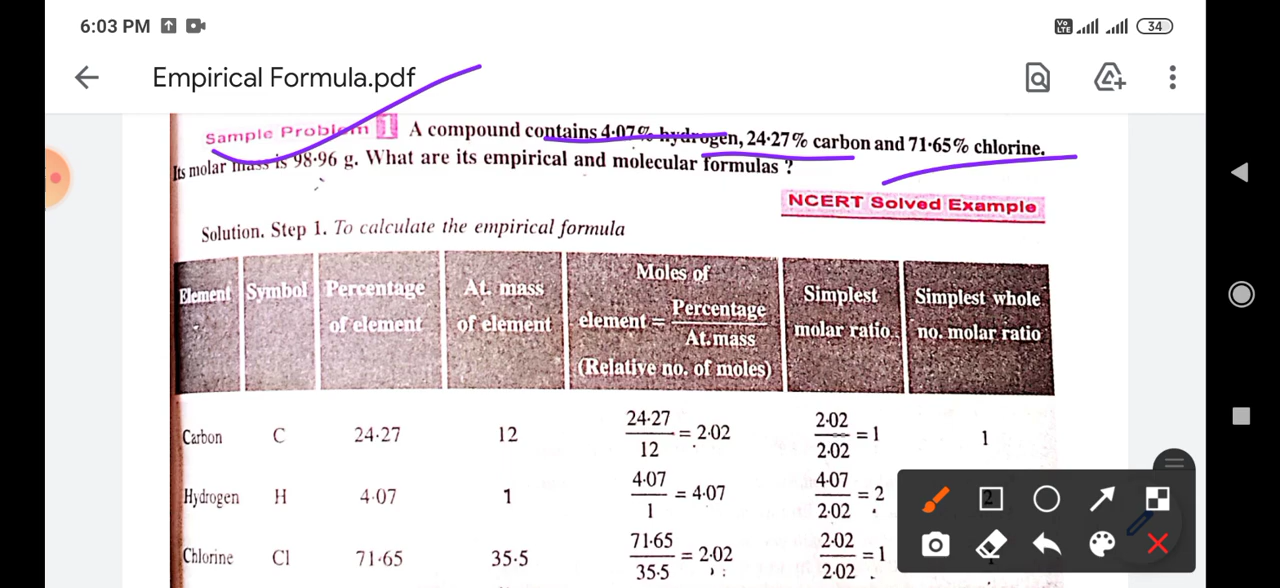 6:03 PM
Vo LTE 34
Empirical Formula.pdf
Sample Problem 1 A compound contains 4·07% hydrogen, 24·27% carbon and 71·65% chlorine.
Its molar mass is 98·96 g. What are its empirical and molecular formulas ?
NCERT Solved Example
Solution. Step 1. To calculate the empirical formula
Element Symbol Percentage of element At. mass of element Moles of element = Percentage / At.mass (Relative no. of moles) Simplest molar ratio Simplest whole no. molar ratio
Carbon C 24·27 12 24·27 / 12 = 2·02 2·02 / 2·02 = 1 1
Hydrogen H 4·07 1 4·07 / 1 = 4·07 4·07 / 2·02 = 2 2
Chlorine Cl 71·65 35·5 71·65 / 35·5 = 2·02 2·02 / 2·02 = 1